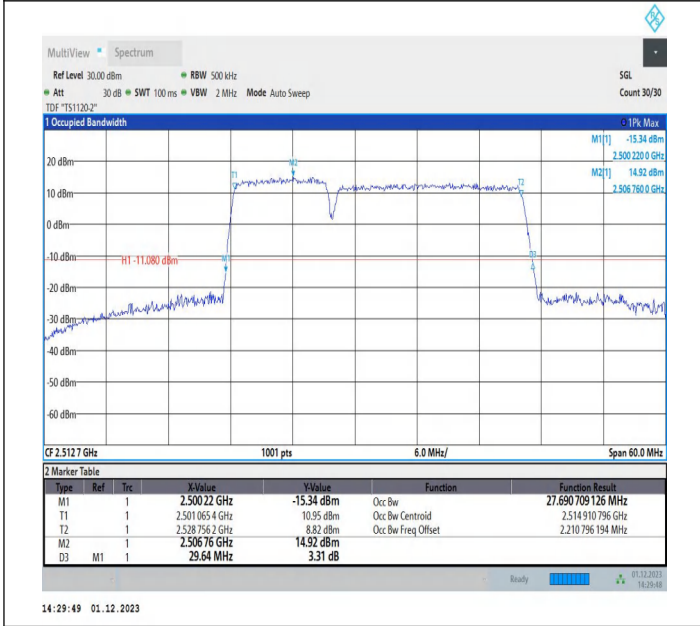 R&S
MultiView Spectrum
Ref Level 30.00 dBm RBW 500 kHz SGL
Att 30 dB SWT 100 ms VBW 2 MHz Mode Auto Sweep Count 30/30
TDF "TS1120-2"
1 Occupied Bandwidth 1Pk Max
M1[1] -15.34 dBm
2.500 220 0 GHz
M2[1] 14.92 dBm
2.506 760 0 GHz
20 dBm
M2
T1
T2
10 dBm
0 dBm
-10 dBm
H1 -11.080 dBm
M1
D3
-20 dBm
-30 dBm
-40 dBm
-50 dBm
-60 dBm
CF 2.512 7 GHz 1001 pts 6.0 MHz/ Span 60.0 MHz
2 Marker Table
Type Ref Trc X-Value Y-Value Function Function Result
M1 1 2.500 22 GHz -15.34 dBm Occ Bw 27.690 709 126 MHz
T1 1 2.501 065 4 GHz 10.95 dBm Occ Bw Centroid 2.514 910 796 GHz
T2 1 2.528 756 2 GHz 8.82 dBm Occ Bw Freq Offset 2.210 796 194 MHz
M2 1 2.506 76 GHz 14.92 dBm
D3 M1 1 29.64 MHz 3.31 dB
Ready 01.12.2023
14:29:48
14:29:49 01.12.2023